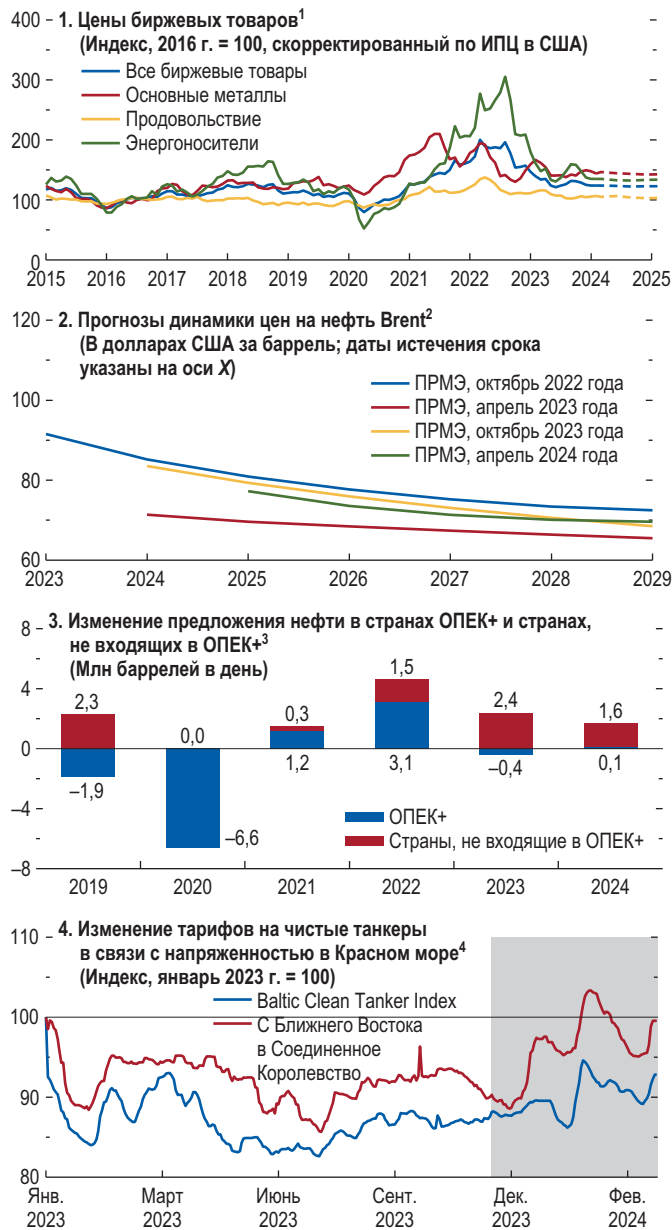 1. Цены биржевых товаров¹
(Индекс, 2016 г. = 100, скорректированный по ИПЦ в США)
Все биржевые товары
Основные металлы
Продовольствие
Энергоносители
400
300
200
100
0
2015 2016 2017 2018 2019 2020 2021 2022 2023 2024 2025
2. Прогнозы динамики цен на нефть Brent²
(В долларах США за баррель; даты истечения срока
указаны на оси X)
ПРМЭ, октябрь 2022 года
ПРМЭ, апрель 2023 года
ПРМЭ, октябрь 2023 года
ПРМЭ, апрель 2024 года
120
100
80
60
2023 2024 2025 2026 2027 2028 2029
3. Изменение предложения нефти в странах ОПЕК+ и странах,
не входящих в ОПЕК+³
(Млн баррелей в день)
8
4
0
–4
–8
2,3 0,0 0,3 1,5 2,4 1,6
–1,9 –6,6 1,2 3,1 –0,4 0,1
ОПЕК+
Страны, не входящие в ОПЕК+
2019 2020 2021 2022 2023 2024
4. Изменение тарифов на чистые танкеры
в связи с напряженностью в Красном море⁴
(Индекс, январь 2023 г. = 100)
Baltic Clean Tanker Index
С Ближнего Востока
в Соединенное
Королевство
110
100
90
80
Янв. Март Июнь Сент. Дек. Фев.
2023 2023 2023 2023 2023 2024